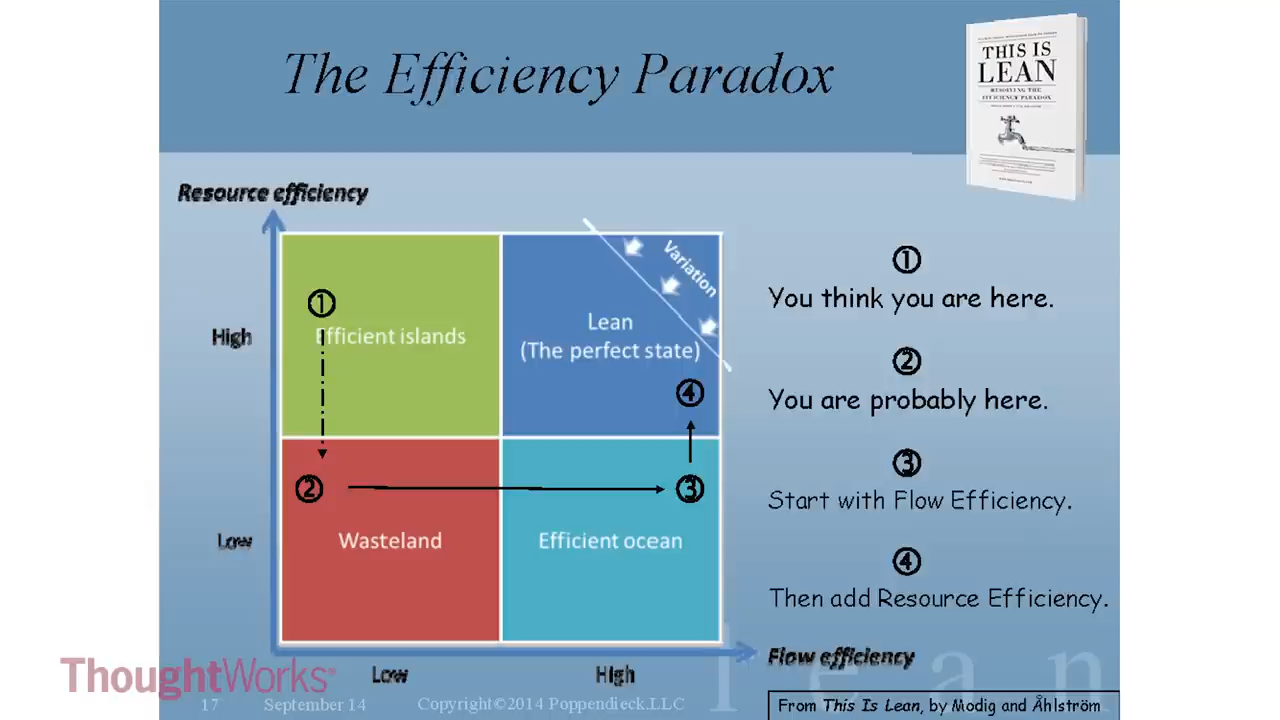 The Efficiency Paradox
THIS IS
LEAN
RESOLVING THE
EFFICIENCY PARADOX
Resource efficiency
High
Low
①
Efficient islands
Lean
(The perfect state)
Variation
④
②
③
Wasteland
Efficient ocean
Low
High
Flow efficiency
①
You think you are here.
②
You are probably here.
③
Start with Flow Efficiency.
④
Then add Resource Efficiency.
lean
ThoughtWorks®
17 September 14 Copyright©2014 Poppendieck.LLC
From This Is Lean, by Modig and Åhlström